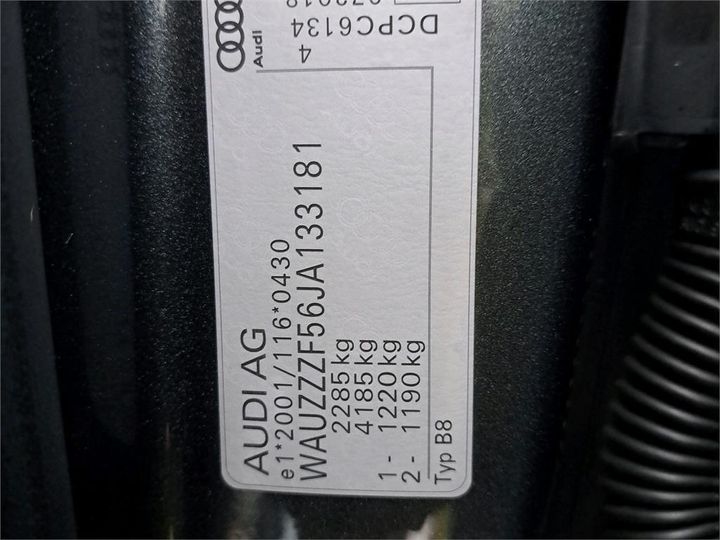 AUDI AG
e1*2001/116*0430
WAUZZZF56JA133181
2285 kg
4185 kg
1 - 1220 kg
2 - 1190 kg
Typ B8
4
DCPC6134
Audi